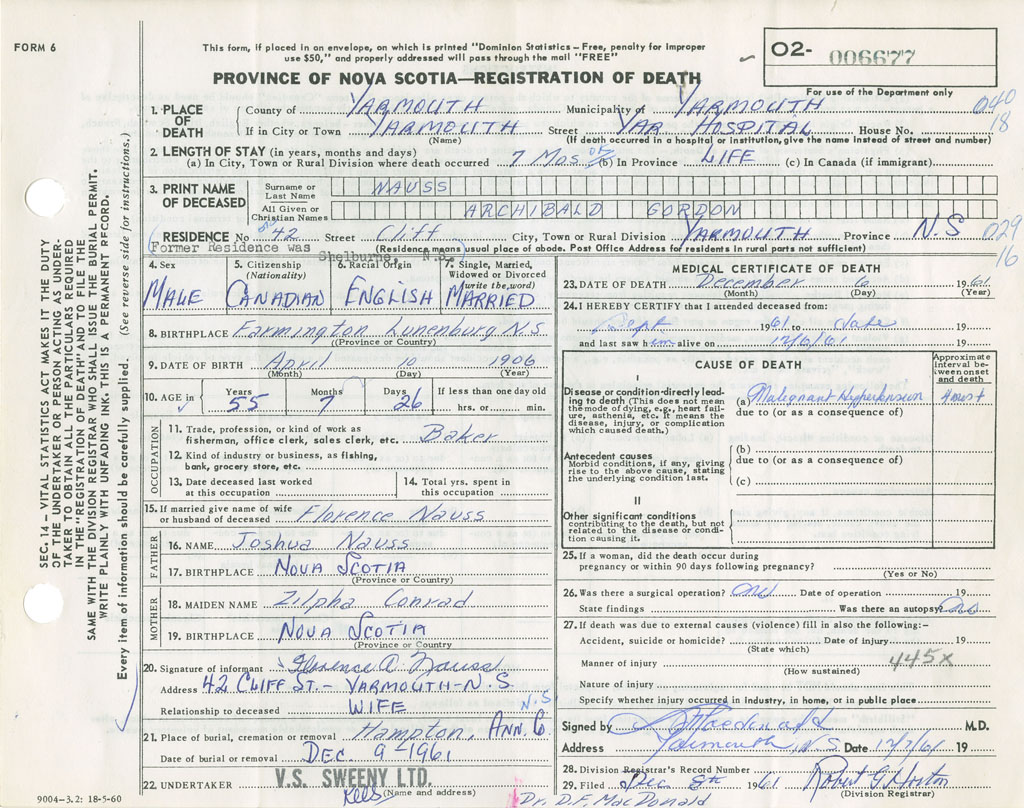 FORM 6
This form, if placed in an envelope, on which is printed "Dominion Statistics – Free, penalty for improper
use $50," and properly addressed will pass through the mail "FREE"
PROVINCE OF NOVA SCOTIA—REGISTRATION OF DEATH
02- 006677
For use of the Department only
SEC. 14 – VITAL STATISTICS ACT MAKES IT THE DUTY
OF THE UNDERTAKER OR PERSON ACTING AS UNDER-
TAKER TO OBTAIN ALL THE PARTICULARS REQUIRED
IN THE "REGISTRATION OF DEATH" AND TO FILE THE
SAME WITH THE DIVISION REGISTRAR WHO SHALL ISSUE THE BURIAL PERMIT.
WRITE PLAINLY WITH UNFADING INK. THIS IS A PERMANENT RECORD.
Every item of information should be carefully supplied. (See reverse side for instructions.)
1. PLACE OF DEATH
County of YARMOUTH Municipality of YARMOUTH 040
If in City or Town YARMOUTH Street YAR HOSPITAL House No. 18
(Name) (If death occurred in a hospital or institution, give the name instead of street and number)
2. LENGTH OF STAY (in years, months and days)
(a) In City, Town or Rural Division where death occurred 7 Mos (b) In Province LIFE (c) In Canada (if immigrant)
3. PRINT NAME OF DECEASED
Surname or Last Name NAUSS
All Given or Christian Names ARCHIBALD GORDON
RESIDENCE No. 42 Street Cliff City, Town or Rural Division YARMOUTH Province N.S 029
16
Former Residence was Shelburne, N.S.
(Residence means usual place of abode. Post Office Address for residents in rural parts not sufficient)
4. Sex MALE
5. Citizenship (Nationality) CANADIAN
6. Racial Origin ENGLISH
7. Single, Married, Widowed or Divorced (write the word) MARRIED
8. BIRTHPLACE Farmington Lunenburg N.S
(Province or Country)
9. DATE OF BIRTH April 10 1906
(Month) (Day) (Year)
10. AGE in Years 55 Months 7 Days 26 If less than one day old hrs. or min.
OCCUPATION
11. Trade, profession, or kind of work as
fisherman, office clerk, sales clerk, etc. Baker
12. Kind of industry or business, as fishing,
bank, grocery store, etc.
13. Date deceased last worked at this occupation
14. Total yrs. spent in this occupation
15. If married give name of wife
or husband of deceased Florence Nauss
FATHER
16. NAME Joshua Nauss
17. BIRTHPLACE NOVA SCOTIA
(Province or Country)
MOTHER
18. MAIDEN NAME Zilpha Conrad
19. BIRTHPLACE NOVA SCOTIA
(Province or Country)
20. Signature of informant Florence A Nauss
Address 42 CLIFF ST. – YARMOUTH – N.S
Relationship to deceased WIFE
N.S
21. Place of burial, cremation or removal Hampton, ANN. C
Date of burial or removal DEC 9 – 1961
22. UNDERTAKER V.S. SWEENY LTD.
(Name and address)
9004-3.2: 18-5-60
MEDICAL CERTIFICATE OF DEATH
23. DATE OF DEATH December 6 1961
(Month) (Day) (Year)
24. I HEREBY CERTIFY that I attended deceased from:
Sept 1961 to date 19
and last saw him alive on 12/6/61 19
CAUSE OF DEATH
Approximate interval between onset and death
I
Disease or condition directly leading to death (This does not mean the mode of dying, e.g., heart failure, asthenia, etc. It means the disease, injury, or complication which caused death.)
(a) Malignant Hypertension 4 mos +
due to (or as a consequence of)
Antecedent causes
Morbid conditions, if any, giving rise to the above cause, stating the underlying condition last.
(b)
due to (or as a consequence of)
(c)
II
Other significant conditions
contributing to the death, but not related to the disease or condition causing it.
25. If a woman, did the death occur during
pregnancy or within 90 days following pregnancy?
(Yes or No)
26. Was there a surgical operation? no Date of operation 19
State findings Was there an autopsy? no
27. If death was due to external causes (violence) fill in also the following:–
Accident, suicide or homicide? Date of injury 19
(State which)
Manner of injury 445x
(How sustained)
Nature of injury
Specify whether injury occurred in industry, in home, or in public place
Signed by M.D.
Address Yarmouth, N.S. Date 12/7/61 19
28. Division Registrar's Record Number
29. Filed Dec 8th 1961 Robert G. Horton
(Division Registrar)
Dr. D.F. MacDonald